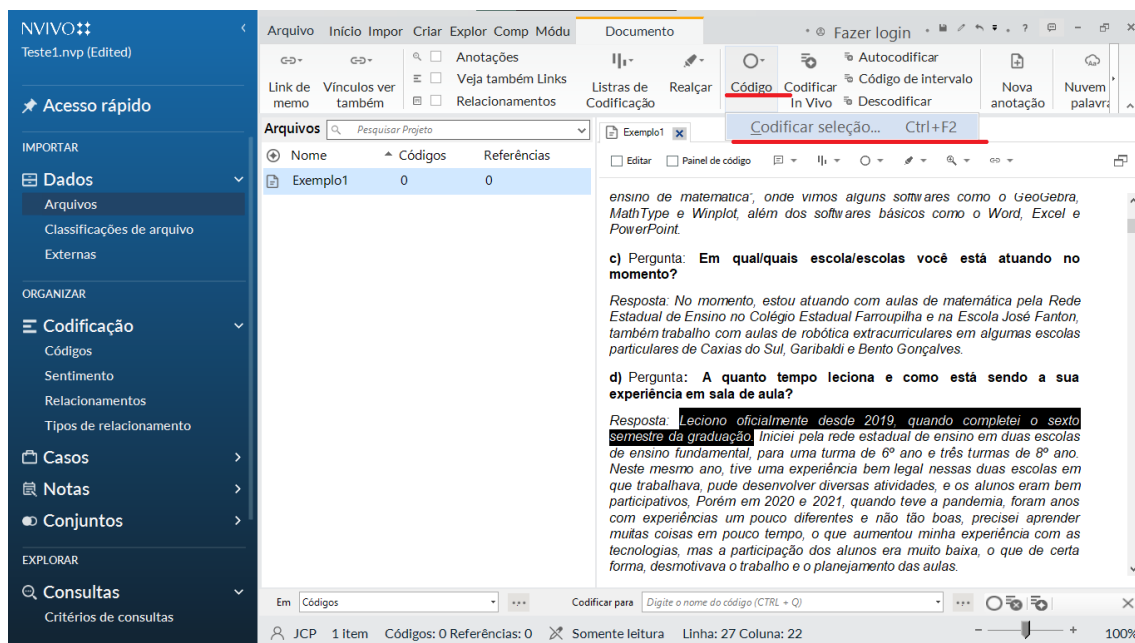 NVIVO
Teste1.nvp (Edited)
Acesso rápido
IMPORTAR
Dados
Arquivos
Classificações de arquivo
Externas
ORGANIZAR
Codificação
Códigos
Sentimento
Relacionamentos
Tipos de relacionamento
Casos
Notas
Conjuntos
EXPLORAR
Consultas
Critérios de consultas
Arquivo Início Impor Criar Explor Comp Módu Documento Fazer login ?
Link de memo
Vínculos ver também
Anotações
Veja também Links
Relacionamentos
Listras de Codificação
Realçar
Código
Codificar In Vivo
Autocodificar
Código de intervalo
Descodificar
Nova anotação
Nuvem palavra
Codificar seleção... Ctrl+F2
Arquivos Pesquisar Projeto
Nome Códigos Referências
Exemplo1 0 0
Exemplo1 x
Editar Painel de código
ensino de matemática", onde vimos alguns softwares como o GeoGebra,
MathType e Winplot, além dos softwares básicos como o Word, Excel e
PowerPoint.
c) Pergunta: Em qual/quais escola/escolas você está atuando no
momento?
Resposta: No momento, estou atuando com aulas de matemática pela Rede
Estadual de Ensino no Colégio Estadual Farroupilha e na Escola José Fanton,
também trabalho com aulas de robótica extracurriculares em algumas escolas
particulares de Caxias do Sul, Garibaldi e Bento Gonçalves.
d) Pergunta: A quanto tempo leciona e como está sendo a sua
experiência em sala de aula?
Resposta: Leciono oficialmente desde 2019, quando completei o sexto
semestre da graduação. Iniciei pela rede estadual de ensino em duas escolas
de ensino fundamental, para uma turma de 6º ano e três turmas de 8º ano.
Neste mesmo ano, tive uma experiência bem legal nessas duas escolas em
que trabalhava, pude desenvolver diversas atividades, e os alunos eram bem
participativos, Porém em 2020 e 2021, quando teve a pandemia, foram anos
com experiências um pouco diferentes e não tão boas, precisei aprender
muitas coisas em pouco tempo, o que aumentou minha experiência com as
tecnologias, mas a participação dos alunos era muito baixa, o que de certa
forma, desmotivava o trabalho e o planejamento das aulas.
Em Códigos Codificar para Digite o nome do código (CTRL + Q)
JCP 1 item Códigos: 0 Referências: 0 Somente leitura Linha: 27 Coluna: 22 100%